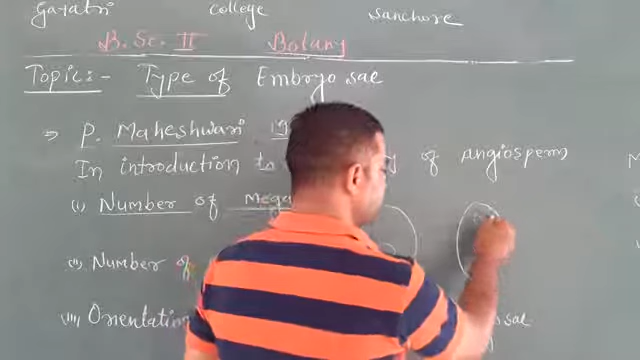 Gayatri college Sanchore
B.Sc. II Botany
Topic:- Type of Embryo sac
⇒ P. Maheshwari
In introduction to of angiosperm
(i) Number of
(ii) Number of
(iii) Orientation sac